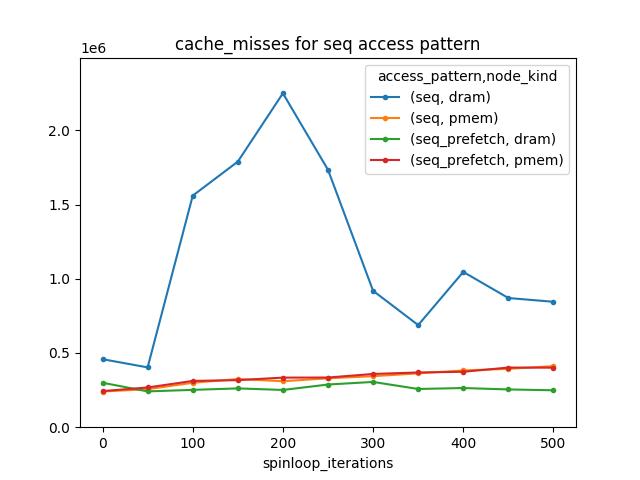 cache_misses for seq access pattern
1e6
access_pattern,node_kind
(seq, dram)
(seq, pmem)
(seq_prefetch, dram)
(seq_prefetch, pmem)
2.0
1.5
1.0
0.5
0.0
0 100 200 300 400 500
spinloop_iterations